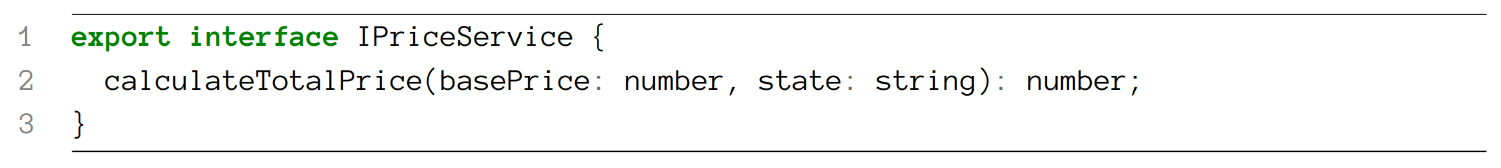 1 export interface IPriceService {
2   calculateTotalPrice(basePrice: number, state: string): number;
3 }